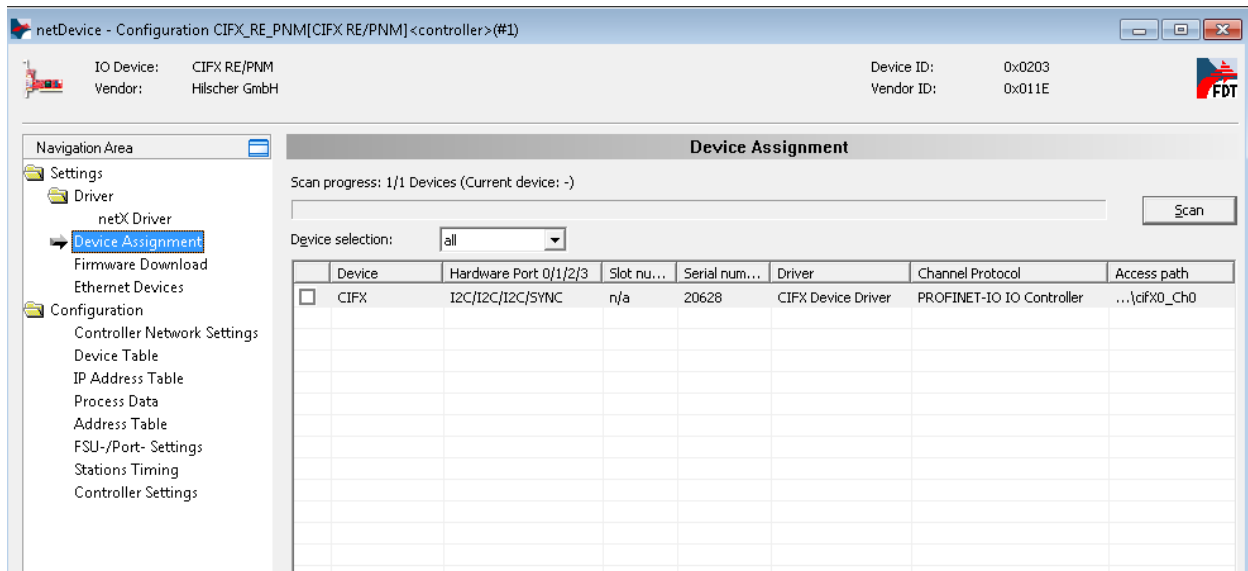 netDevice - Configuration CIFX_RE_PNM[CIFX RE/PNM]<controller>(#1)
IO Device: CIFX RE/PNM Device ID: 0x0203
Vendor: Hilscher GmbH Vendor ID: 0x011E
FDT
Navigation Area
Settings
Driver
netX Driver
Device Assignment
Firmware Download
Ethernet Devices
Configuration
Controller Network Settings
Device Table
IP Address Table
Process Data
Address Table
FSU-/Port- Settings
Stations Timing
Controller Settings
Device Assignment
Scan progress: 1/1 Devices (Current device: -)
Scan
Device selection: all
Device Hardware Port 0/1/2/3 Slot nu... Serial num... Driver Channel Protocol Access path
CIFX I2C/I2C/I2C/SYNC n/a 20628 CIFX Device Driver PROFINET-IO IO Controller ...\cifX0_Ch0